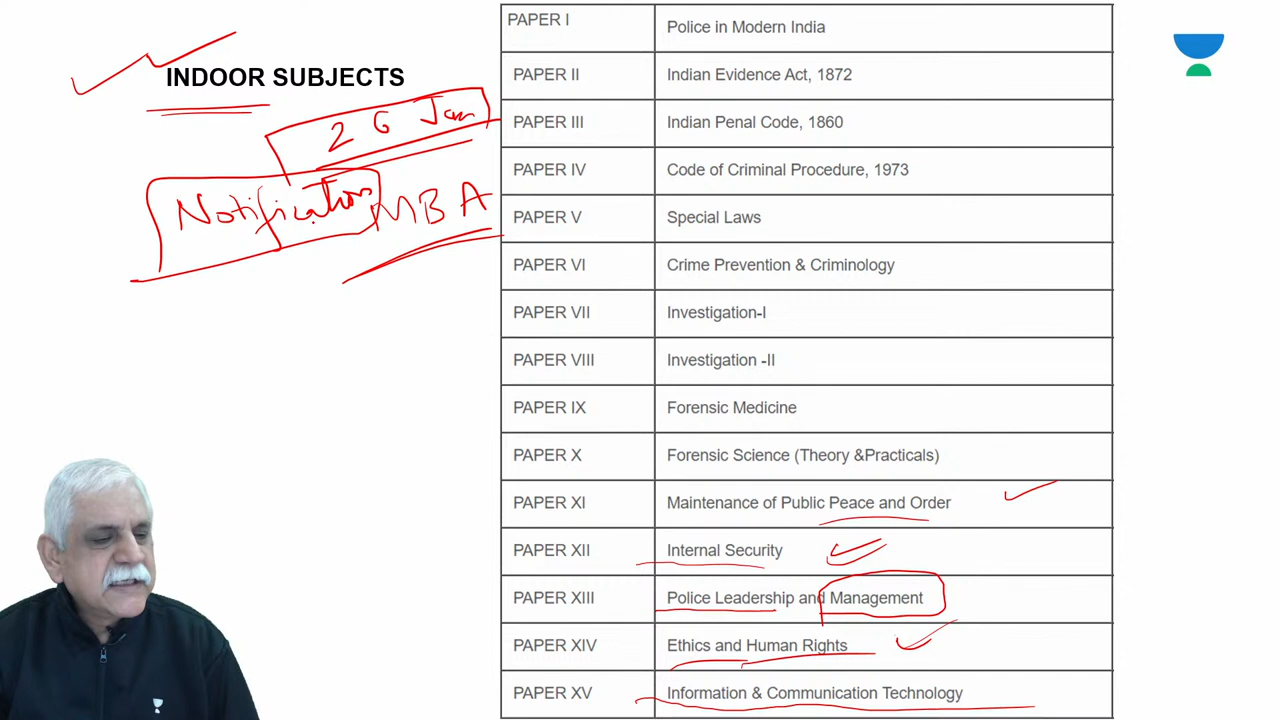 INDOOR SUBJECTS
26 Jan
Notification MBA
PAPER I Police in Modern India
PAPER II Indian Evidence Act, 1872
PAPER III Indian Penal Code, 1860
PAPER IV Code of Criminal Procedure, 1973
PAPER V Special Laws
PAPER VI Crime Prevention & Criminology
PAPER VII Investigation-I
PAPER VIII Investigation -II
PAPER IX Forensic Medicine
PAPER X Forensic Science (Theory &Practicals)
PAPER XI Maintenance of Public Peace and Order
PAPER XII Internal Security
PAPER XIII Police Leadership and Management
PAPER XIV Ethics and Human Rights
PAPER XV Information & Communication Technology